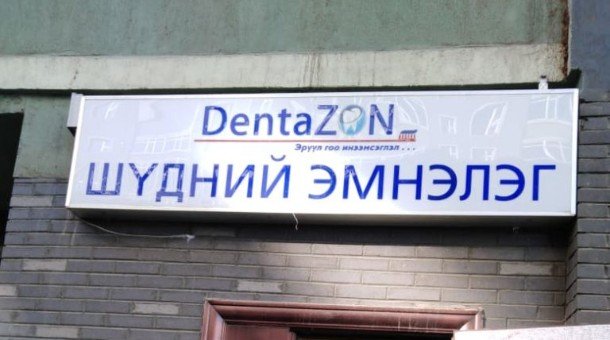 DentaZON
Эрүүл гоо инээмсэглэл...
ШҮДНИЙ ЭМНЭЛЭГ